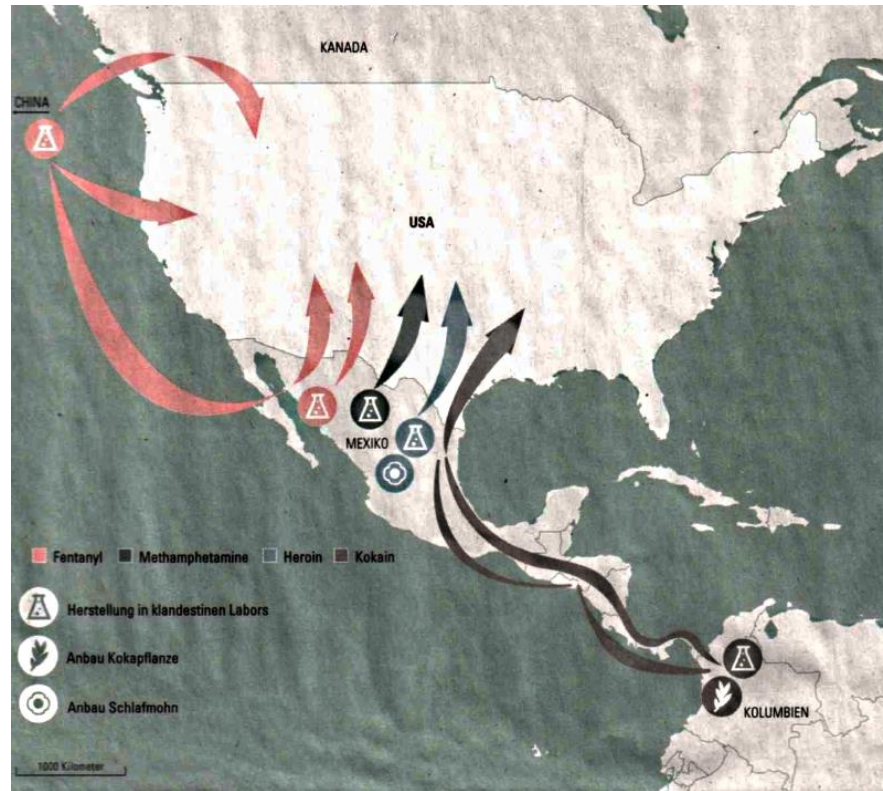 KANADA
CHINA
USA
MEXIKO
Fentanyl
Methamphetamine
Heroin
Kokain
Herstellung in klandestinen Labors
Anbau Kokapflanze
Anbau Schlafmohn
KOLUMBIEN
1000 Kilometer